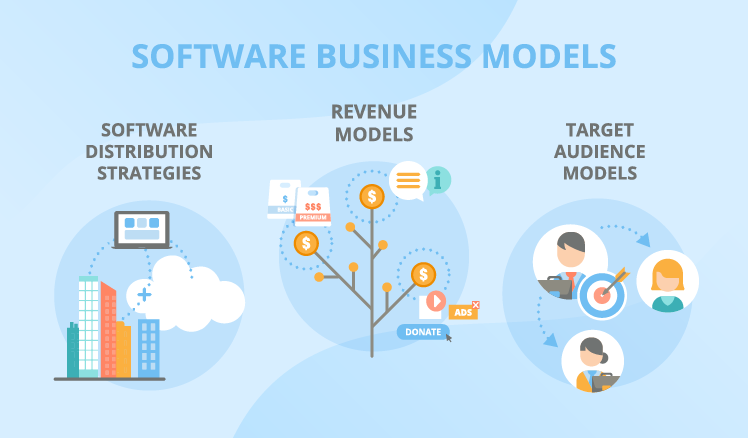 SOFTWARE BUSINESS MODELS
SOFTWARE
DISTRIBUTION
STRATEGIES
REVENUE
MODELS
$
BASIC
$$$
PREMIUM
$
$
$
i
ADS
DONATE
TARGET
AUDIENCE
MODELS